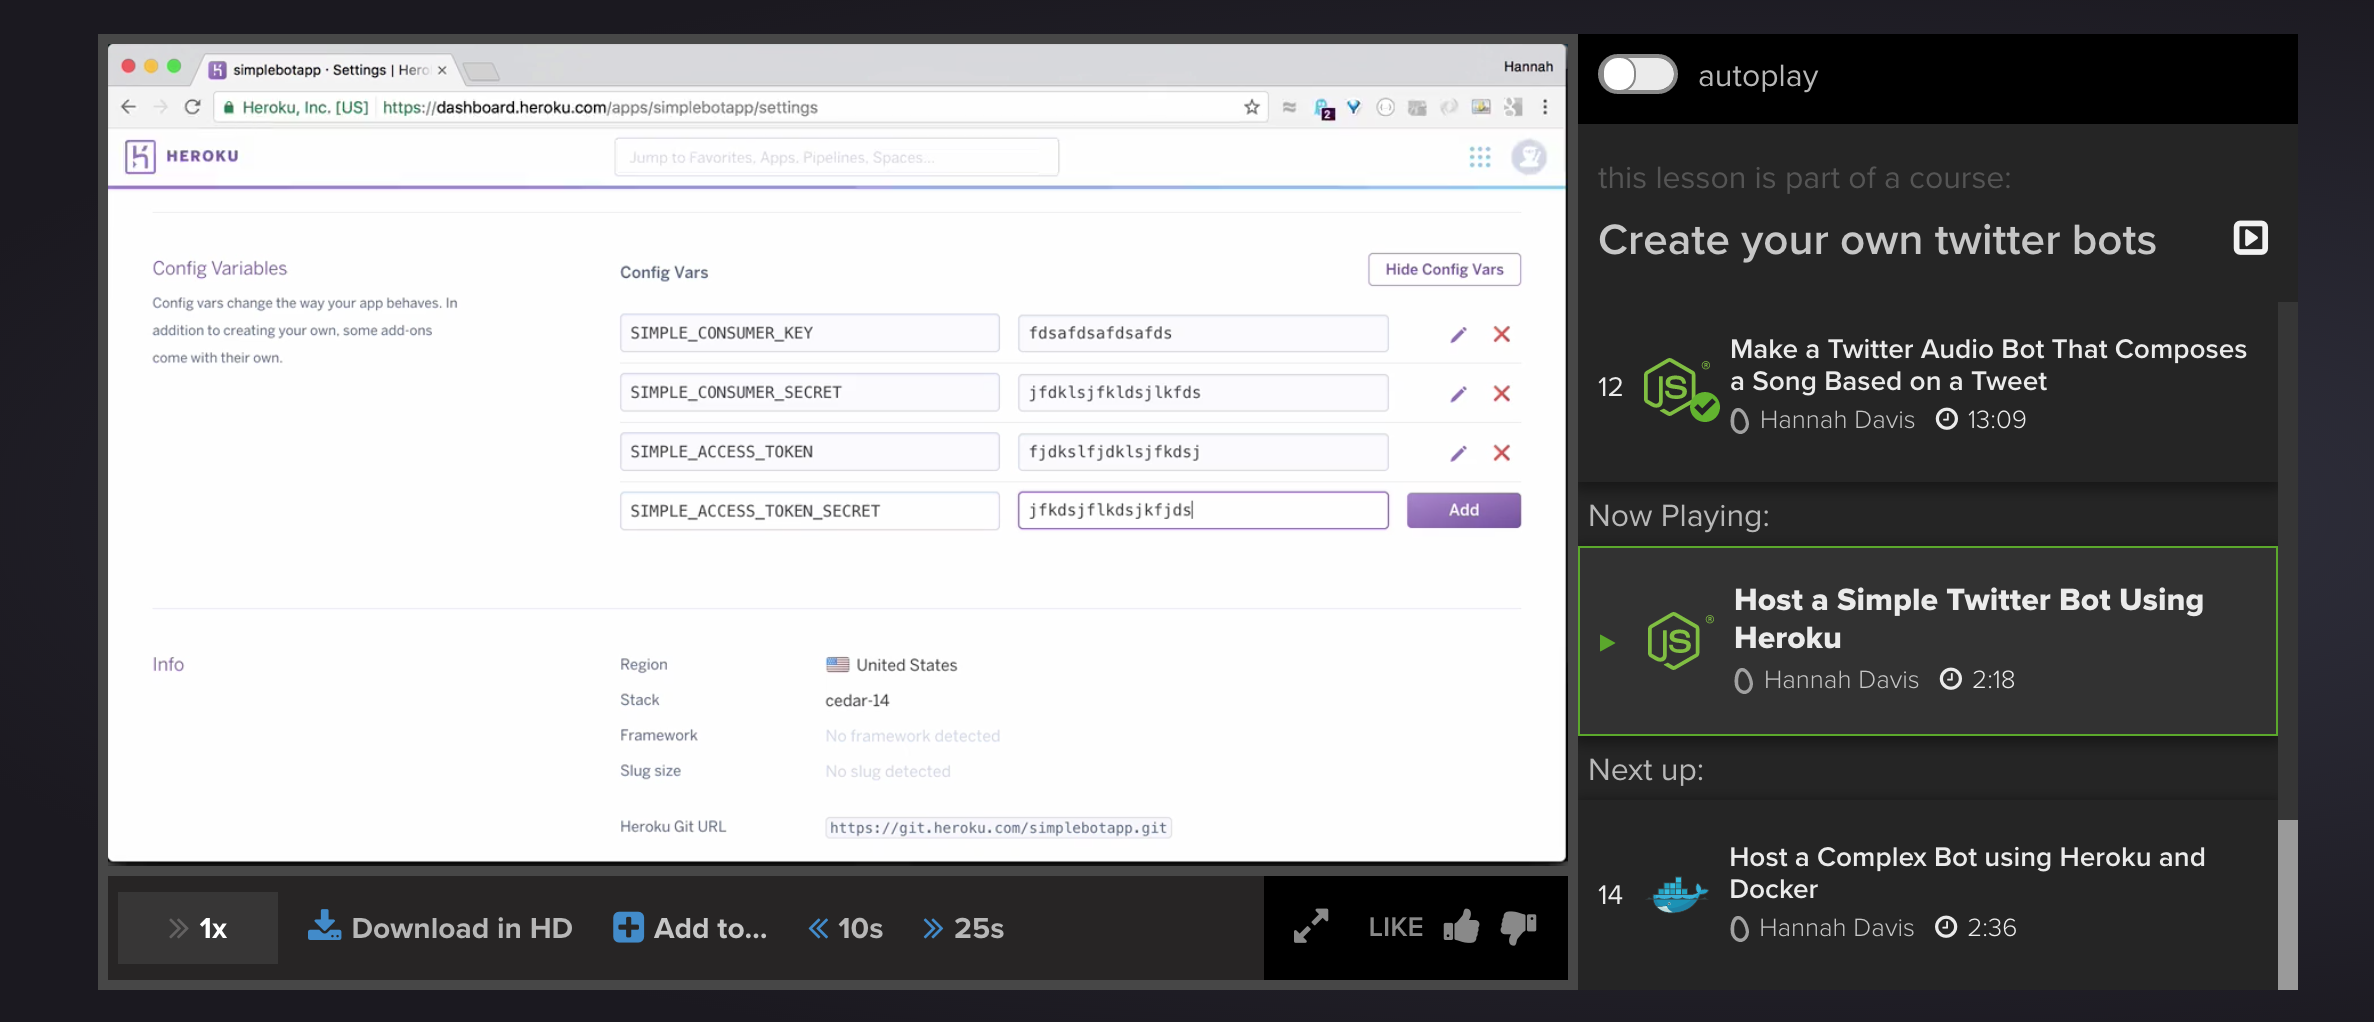 simplebotapp · Settings | Hero
Hannah
Heroku, Inc. [US] https://dashboard.heroku.com/apps/simplebotapp/settings
2
HEROKU
Jump to Favorites, Apps, Pipelines, Spaces...
Config Variables
Config vars change the way your app behaves. In
addition to creating your own, some add-ons
come with their own.
Config Vars
Hide Config Vars
SIMPLE_CONSUMER_KEY fdsafdsafdsafds
SIMPLE_CONSUMER_SECRET jfdklsjfkldsjlkfds
SIMPLE_ACCESS_TOKEN fjdkslfjdklsjfkdsj
SIMPLE_ACCESS_TOKEN_SECRET jfkdsjflkdsjkfjds Add
Info
Region United States
Stack cedar-14
Framework No framework detected
Slug size No slug detected
Heroku Git URL https://git.heroku.com/simplebotapp.git
1x Download in HD Add to... 10s 25s LIKE
autoplay
this lesson is part of a course:
Create your own twitter bots
12
JS®
Make a Twitter Audio Bot That Composes
a Song Based on a Tweet
Hannah Davis 13:09
Now Playing:
JS®
Host a Simple Twitter Bot Using
Heroku
Hannah Davis 2:18
Next up:
14
Host a Complex Bot using Heroku and
Docker
Hannah Davis 2:36